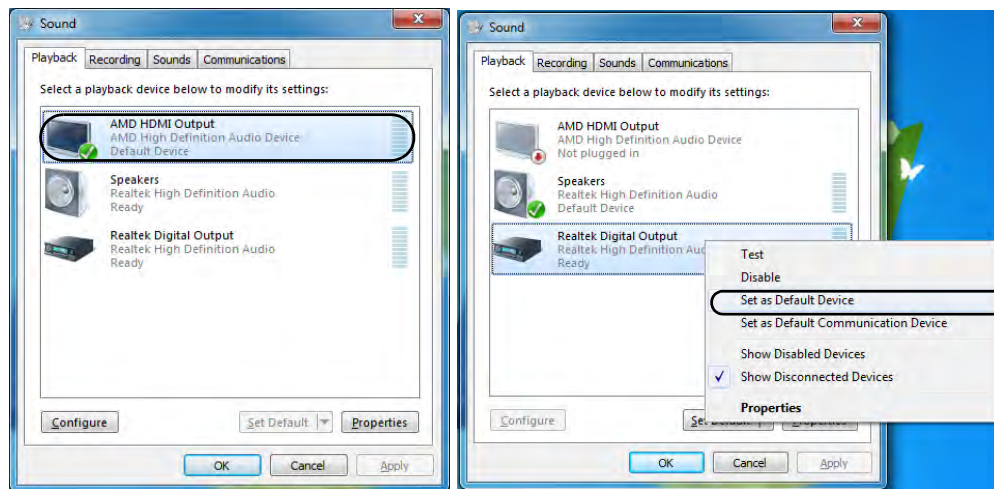 Sound
Playback Recording Sounds Communications
Select a playback device below to modify its settings:
AMD HDMI Output
AMD High Definition Audio Device
Default Device
Speakers
Realtek High Definition Audio
Ready
Realtek Digital Output
Realtek High Definition Audio
Ready
Configure Set Default Properties
OK Cancel Apply
Sound
Playback Recording Sounds Communications
Select a playback device below to modify its settings:
AMD HDMI Output
AMD High Definition Audio Device
Not plugged in
Speakers
Realtek High Definition Audio
Default Device
Realtek Digital Output
Realtek High Definition
Ready
Test
Disable
Set as Default Device
Set as Default Communication Device
Show Disabled Devices
Show Disconnected Devices
Properties
Configure
OK Cancel Apply